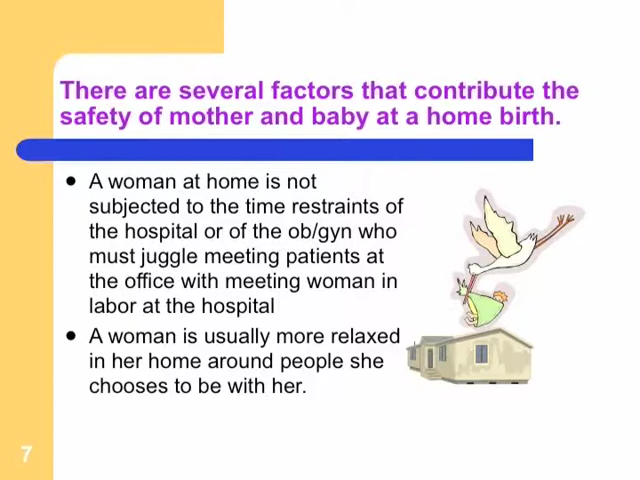 There are several factors that contribute the
safety of mother and baby at a home birth.
● A woman at home is not
subjected to the time restraints of
the hospital or of the ob/gyn who
must juggle meeting patients at
the office with meeting woman in
labor at the hospital
● A woman is usually more relaxed
in her home around people she
chooses to be with her.
7